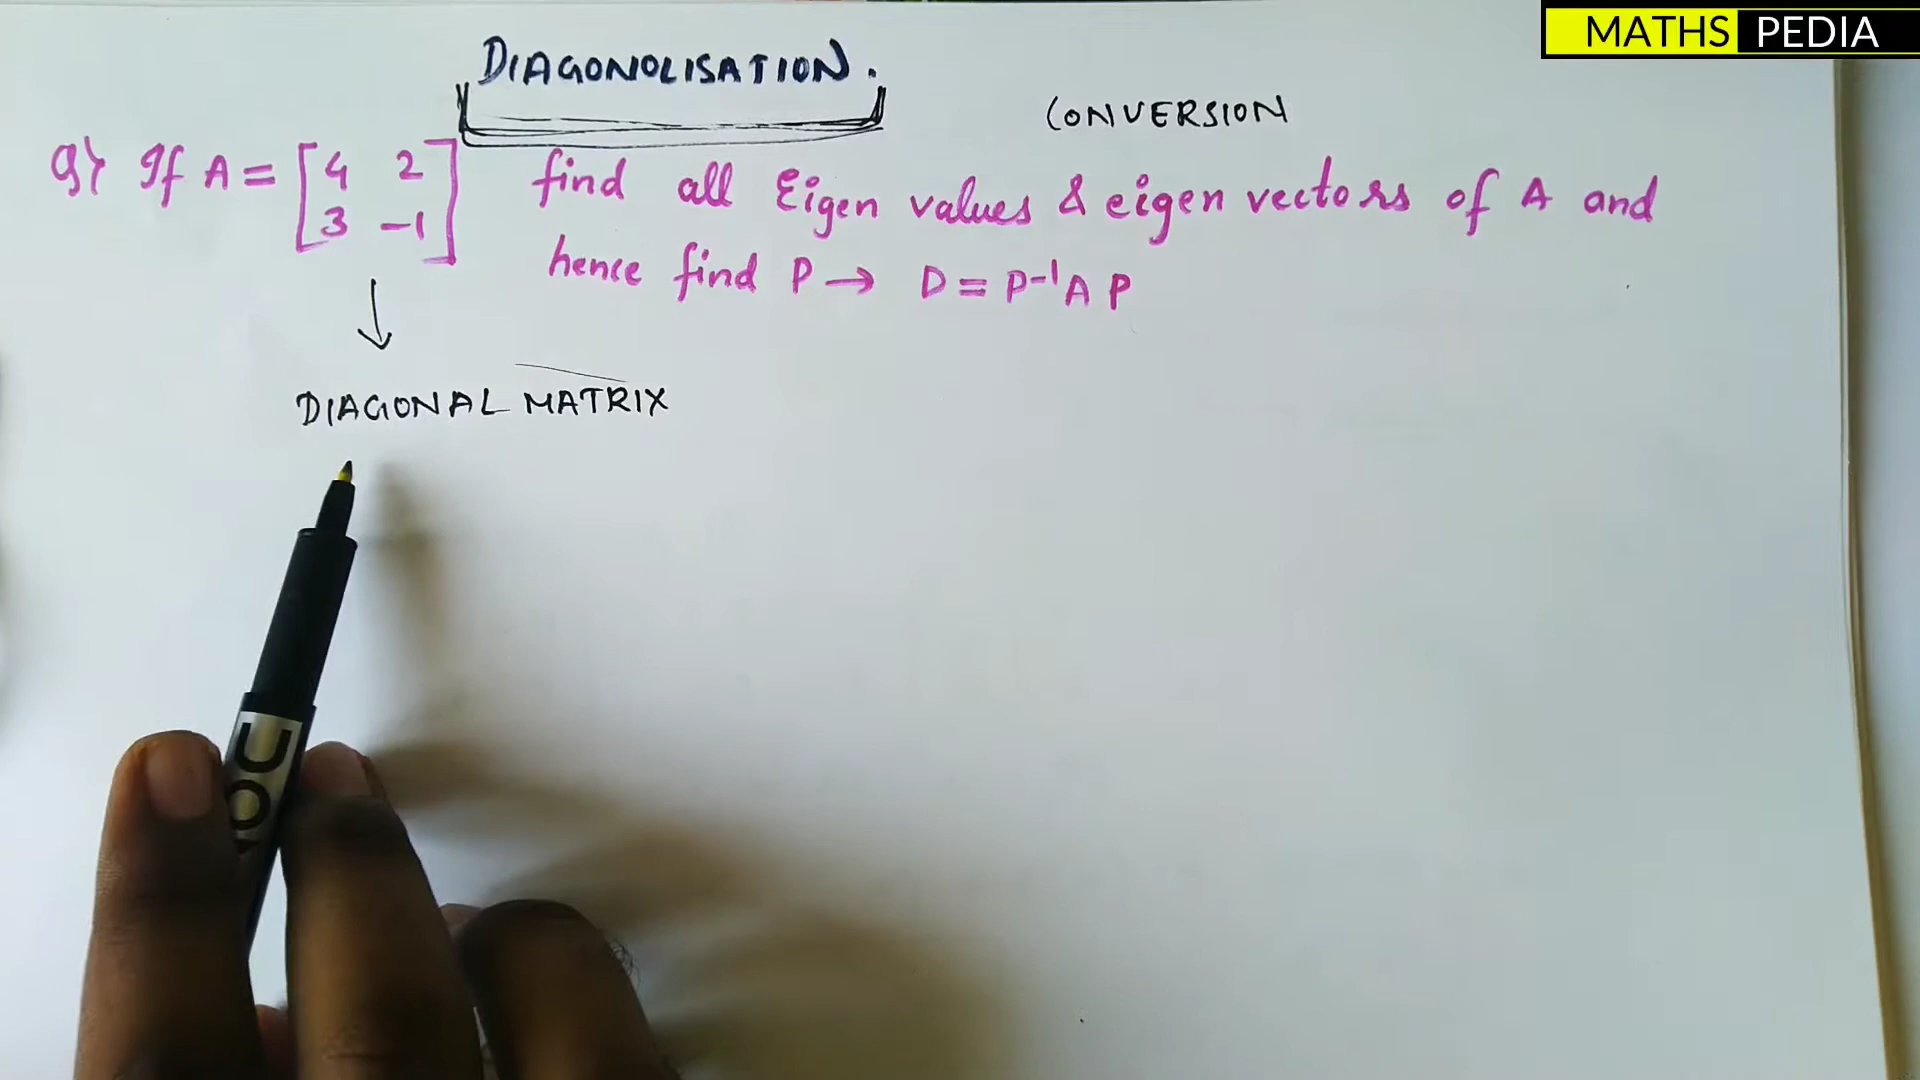 MATHS PEDIA
DIAGONOLISATION.
CONVERSION
Q) If A = [4 2
3 -1] find all Eigen values & eigen vectors of A and
hence find P → D = P⁻¹A P
↓
DIAGONAL MATRIX
U